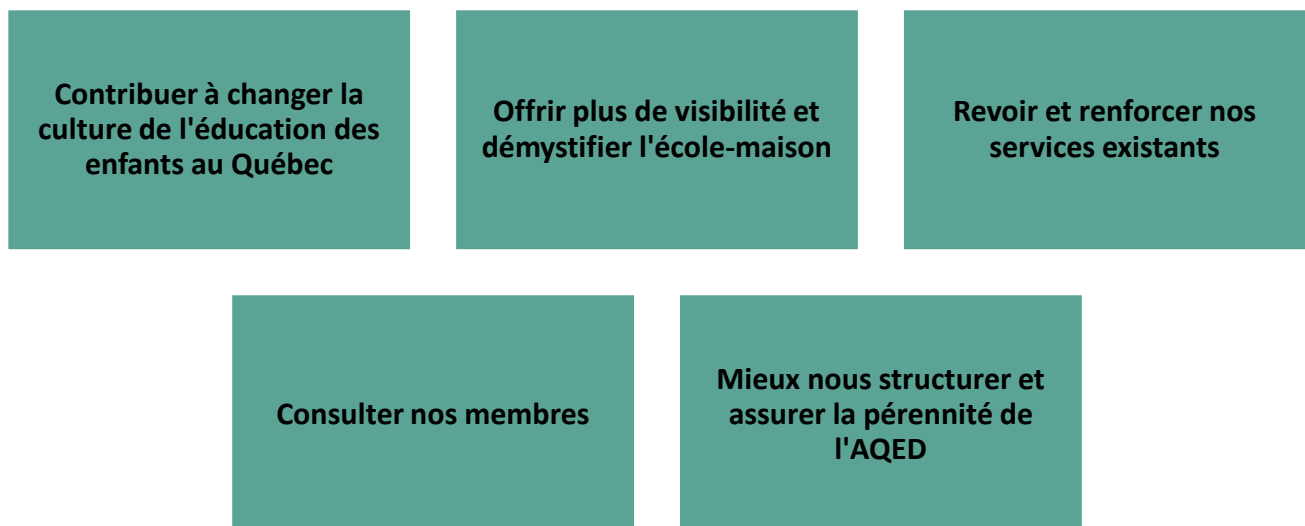 Contribuer à changer la
culture de l'éducation des
enfants au Québec
Offrir plus de visibilité et
démystifier l'école-maison
Revoir et renforcer nos
services existants
Consulter nos membres
Mieux nous structurer et
assurer la pérennité de
l'AQED